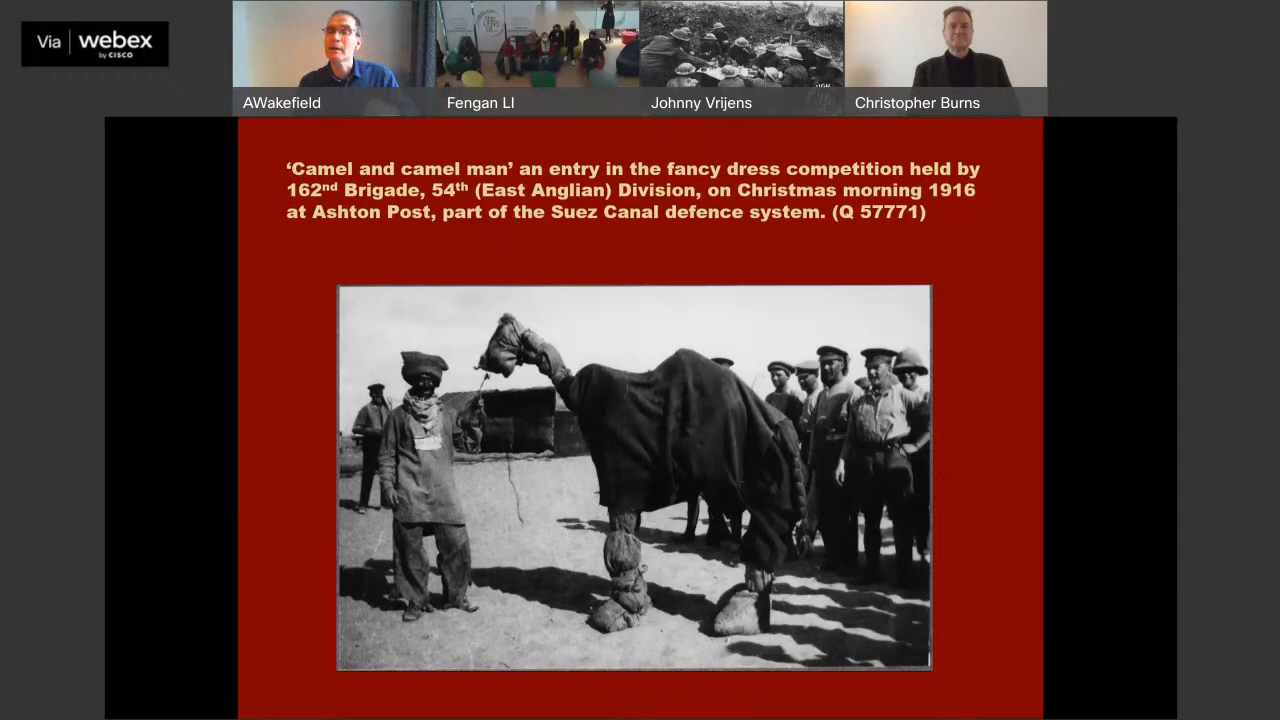 Via webex
by CISCO
AWakefield
Fengan LI
Johnny Vrijens
Christopher Burns
‘Camel and camel man’ an entry in the fancy dress competition held by
162nd Brigade, 54th (East Anglian) Division, on Christmas morning 1916
at Ashton Post, part of the Suez Canal defence system. (Q 57771)